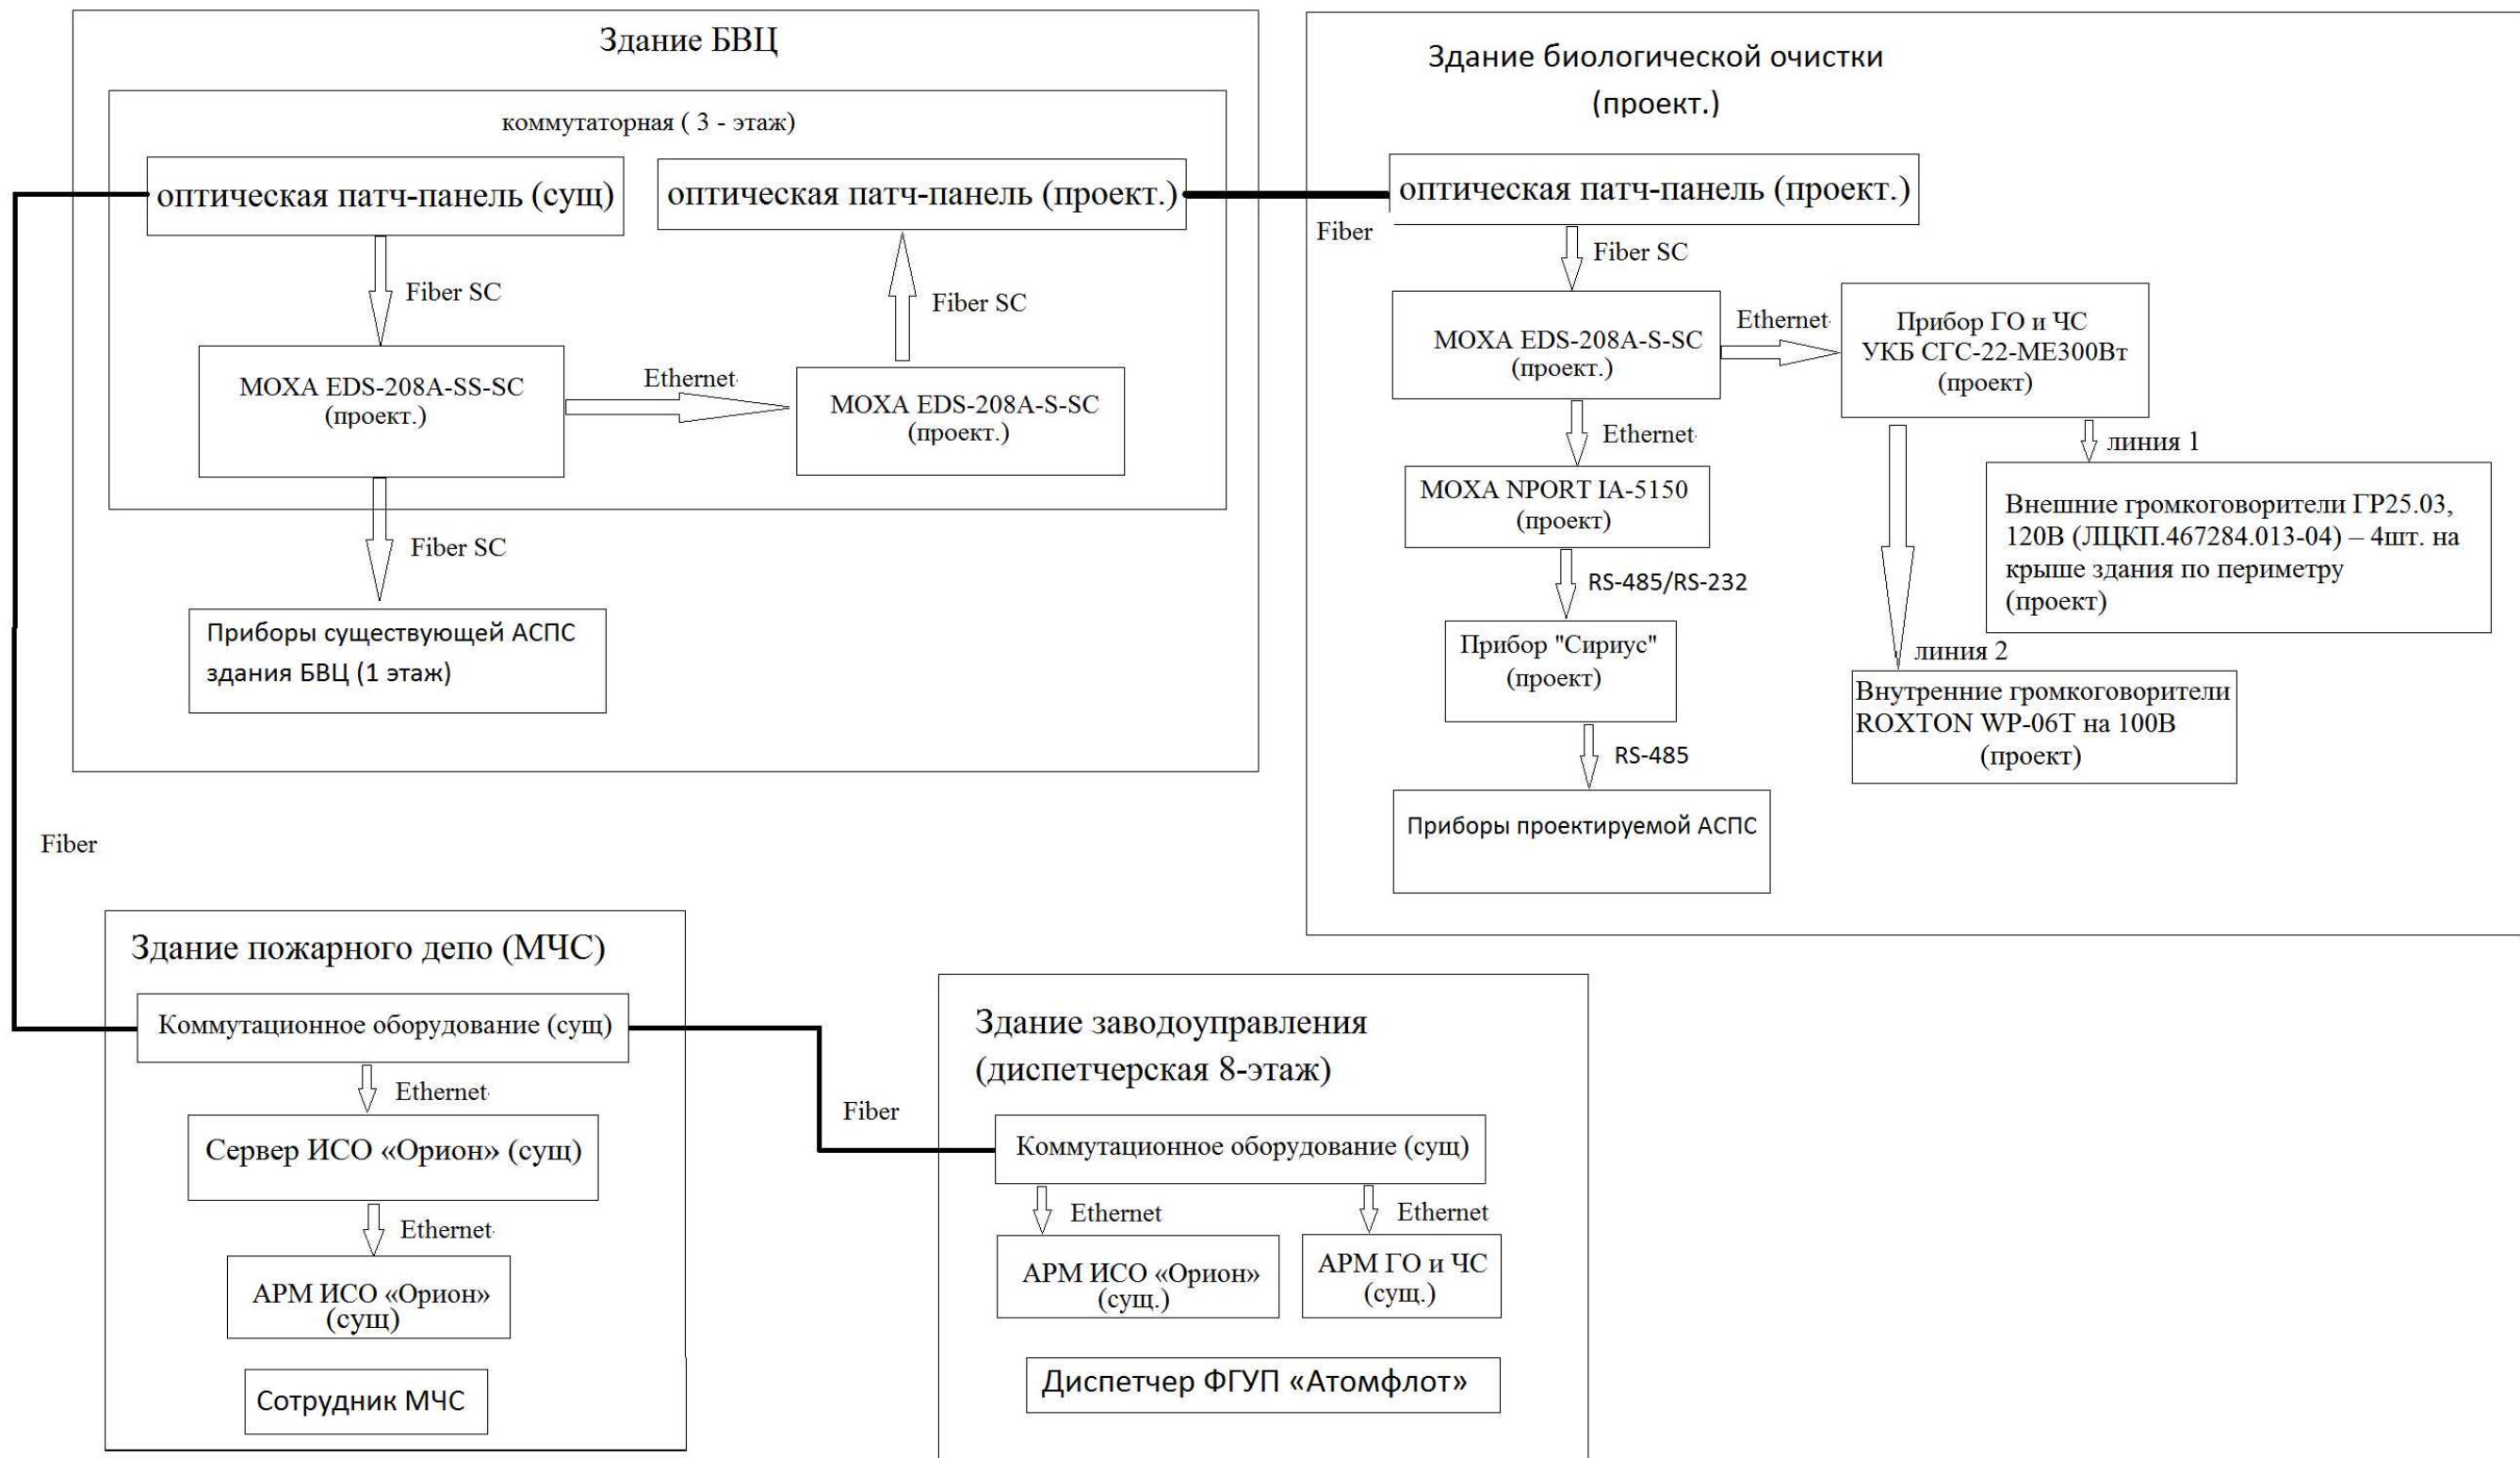 Здание БВЦ
коммутаторная ( 3 - этаж)
оптическая патч-панель (сущ)
оптическая патч-панель (проект.)
Fiber SC
Fiber SC
MOXA EDS-208A-SS-SC
(проект.)
Ethernet
MOXA EDS-208A-S-SC
(проект.)
Fiber SC
Приборы существующей АСПС
здания БВЦ (1 этаж)
Fiber
Здание биологической очистки
(проект.)
оптическая патч-панель (проект.)
Fiber
Fiber SC
MOXA EDS-208A-S-SC
(проект.)
Ethernet
Прибор ГО и ЧС
УКБ СГС-22-МЕ300Вт
(проект)
Ethernet
линия 1
MOXA NPORT IA-5150
(проект)
Внешние громкоговорители ГР25.03,
120В (ЛЦКП.467284.013-04) – 4шт. на
крыше здания по периметру
(проект)
RS-485/RS-232
Прибор "Сириус"
(проект)
линия 2
Внутренние громкоговорители
ROXTON WP-06T на 100В
(проект)
RS-485
Приборы проектируемой АСПС
Здание пожарного депо (МЧС)
Коммутационное оборудование (сущ)
Ethernet
Сервер ИСО «Орион» (сущ)
Ethernet
АРМ ИСО «Орион»
(сущ)
Сотрудник МЧС
Fiber
Здание заводоуправления
(диспетчерская 8-этаж)
Коммутационное оборудование (сущ)
Ethernet
Ethernet
АРМ ИСО «Орион»
(сущ.)
АРМ ГО и ЧС
(сущ.)
Диспетчер ФГУП «Атомфлот»